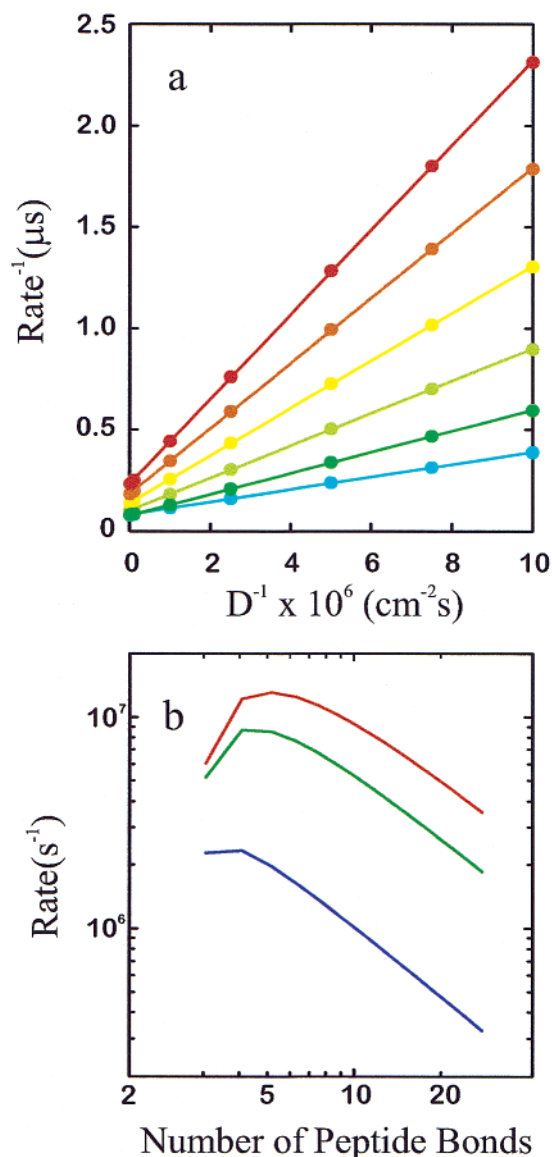 a
2.5
2.0
1.5
1.0
0.5
0
Rate⁻¹(μs)
0 2 4 6 8 10
D⁻¹ x 10⁶ (cm⁻²s)
b
10⁷
10⁶
Rate(s⁻¹)
2 5 10 20
Number of Peptide Bonds